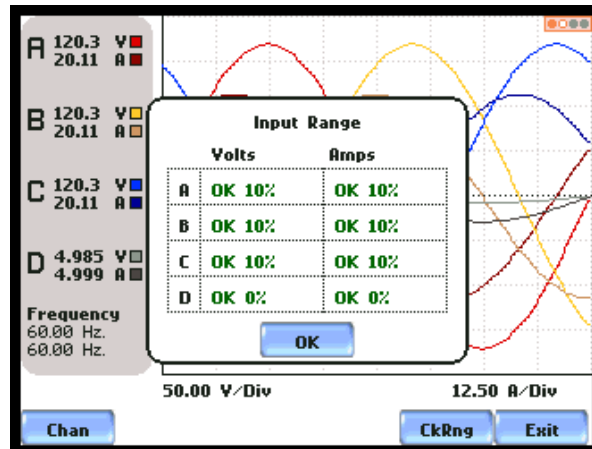 A 120.3 V
20.11 A
B 120.3 V
20.11 A
C 120.3 V
20.11 A
D 4.985 V
4.999 A
Frequency
60.00 Hz.
60.00 Hz.
Input Range
Volts Amps
A OK 10% OK 10%
B OK 10% OK 10%
C OK 10% OK 10%
D OK 0% OK 0%
OK
50.00 V/Div 12.50 A/Div
Chan CkRng Exit